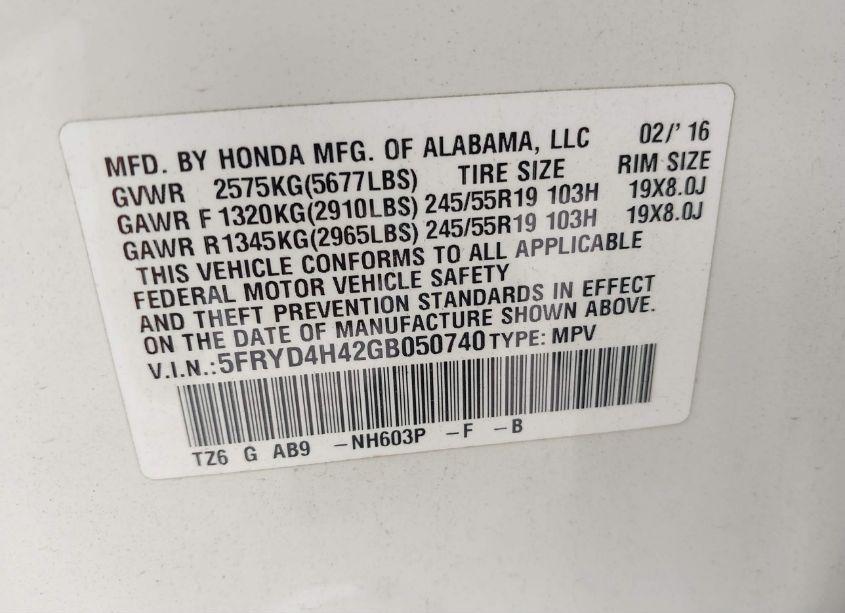 MFD. BY HONDA MFG. OF ALABAMA, LLC 02/' 16
GVWR 2575KG(5677LBS) TIRE SIZE RIM SIZE
GAWR F 1320KG(2910LBS) 245/55R19 103H 19X8.0J
GAWR R1345KG(2965LBS) 245/55R19 103H 19X8.0J
THIS VEHICLE CONFORMS TO ALL APPLICABLE
FEDERAL MOTOR VEHICLE SAFETY
AND THEFT PREVENTION STANDARDS IN EFFECT
ON THE DATE OF MANUFACTURE SHOWN ABOVE.
V.I.N.:5FRYD4H42GB050740 TYPE: MPV
TZ6 G AB9 -NH603P -F -B